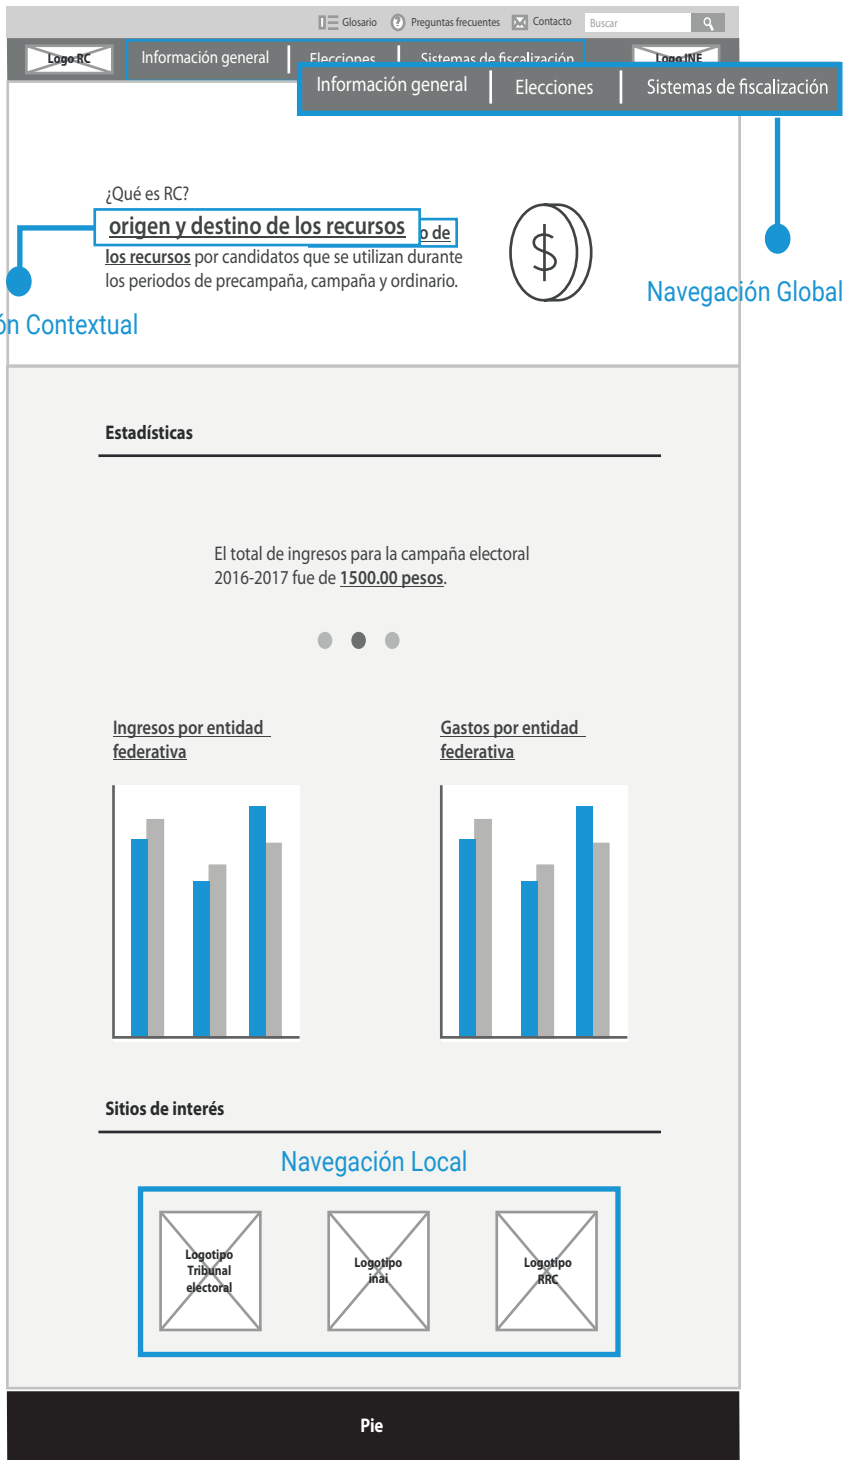 Glosario
Preguntas frecuentes
Contacto
Buscar
Logo RC
Información general
Elecciones
Sistemas de fiscalización
Logo INE
Información general
Elecciones
Sistemas de fiscalización
¿Qué es RC?
origen y destino de los recursos
o de
los recursos por candidatos que se utilizan durante
los periodos de precampaña, campaña y ordinario.
Navegación Global
ón Contextual
Estadísticas
El total de ingresos para la campaña electoral
2016-2017 fue de 1500.00 pesos.
Ingresos por entidad
federativa
Gastos por entidad
federativa
Sitios de interés
Navegación Local
Logotipo
Tribunal
electoral
Logotipo
inai
Logotipo
RRC
Pie